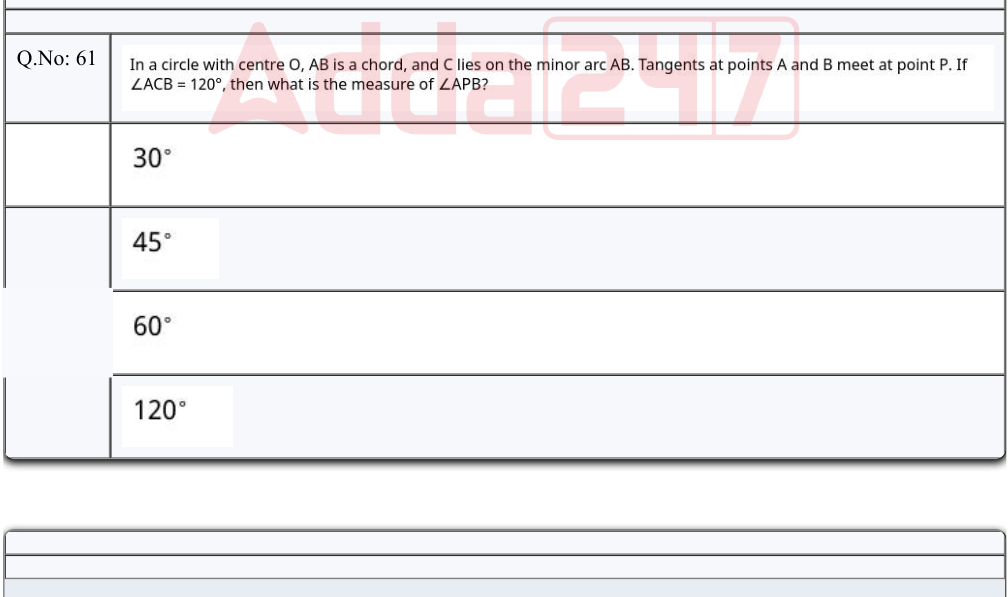 Adda247
Q.No: 61
In a circle with centre O, AB is a chord, and C lies on the minor arc AB. Tangents at points A and B meet at point P. If
∠ACB = 120°, then what is the measure of ∠APB?
30°
45°
60°
120°